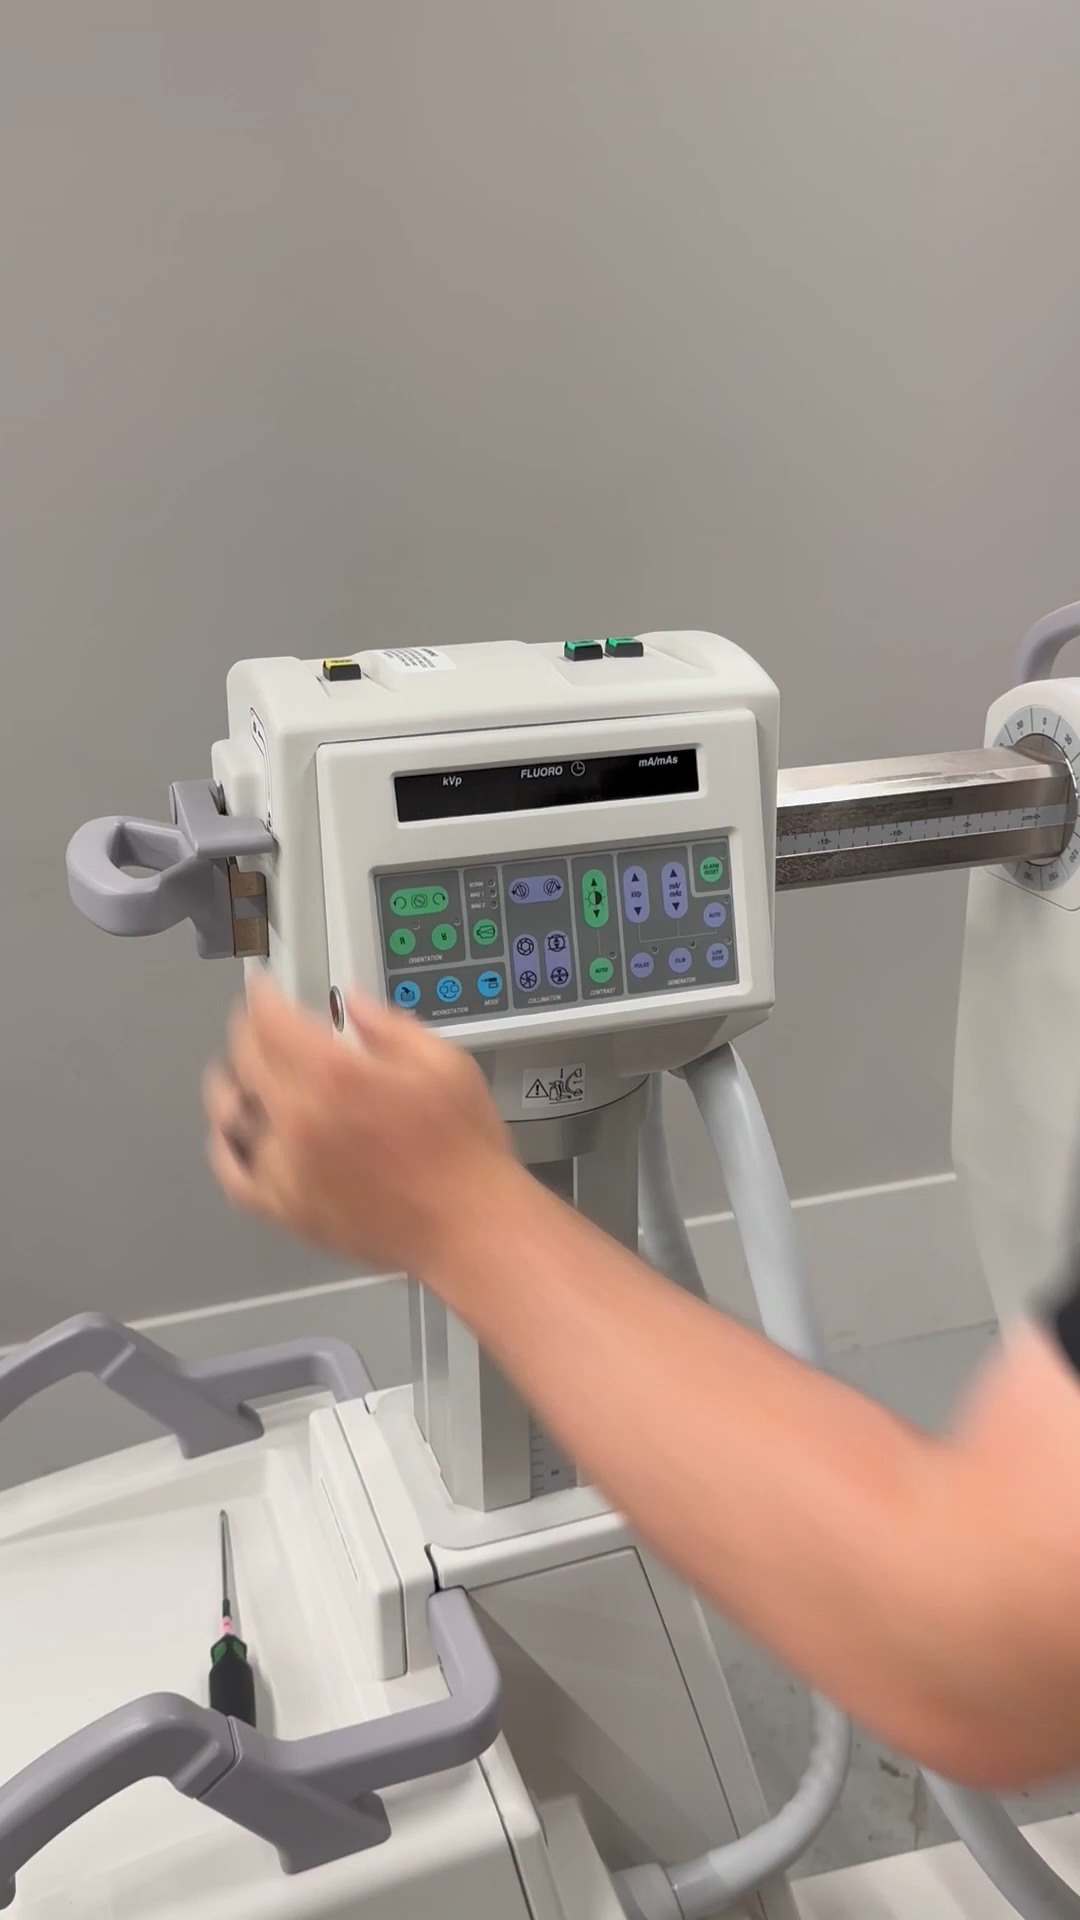 kVp
FLUORO
mA/mAs
NORM
MAG 1
MAG 2
ORIENTATION
WORKSTATION
MODE
COLLIMATION
AUTO
CONTRAST
kVp
mA/
mAs
ALARM
RESET
AUTO
PULSE
FILM
LOW
DOSE
GENERATOR